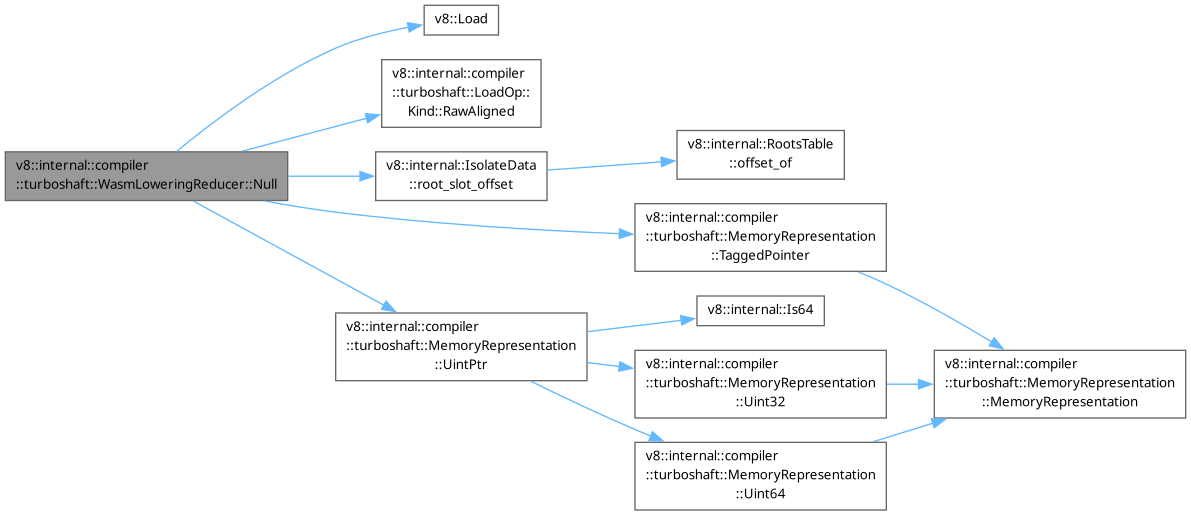 v8::Load
v8::internal::compiler
::turboshaft::LoadOp::
Kind::RawAligned
v8::internal::RootsTable
::offset_of
v8::internal::compiler
::turboshaft::WasmLoweringReducer::Null
v8::internal::IsolateData
::root_slot_offset
v8::internal::compiler
::turboshaft::MemoryRepresentation
::TaggedPointer
v8::internal::Is64
v8::internal::compiler
::turboshaft::MemoryRepresentation
::UintPtr
v8::internal::compiler
::turboshaft::MemoryRepresentation
::Uint32
v8::internal::compiler
::turboshaft::MemoryRepresentation
::MemoryRepresentation
v8::internal::compiler
::turboshaft::MemoryRepresentation
::Uint64